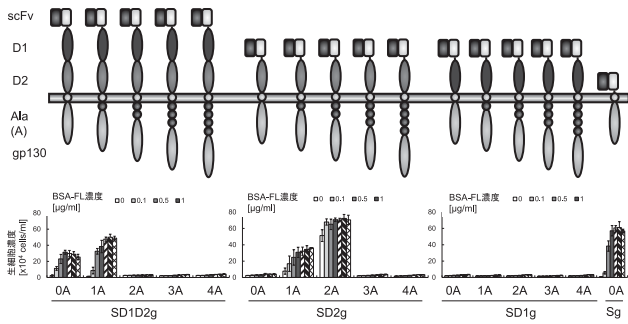 scFv
D1
D2
Ala
(A)
gp130
BSA-FL濃度
[µg/ml]
0 0.1 0.5 1
BSA-FL濃度
[µg/ml]
0 0.1 0.5 1
BSA-FL濃度
[µg/ml]
0 0.1 0.5 1
生細胞濃度
[x10⁴ cells/ml]
80
60
40
20
0
80
60
40
20
0
80
60
40
20
0
0A 1A 2A 3A 4A
0A 1A 2A 3A 4A
0A 1A 2A 3A 4A
0A
SD1D2g
SD2g
SD1g
Sg